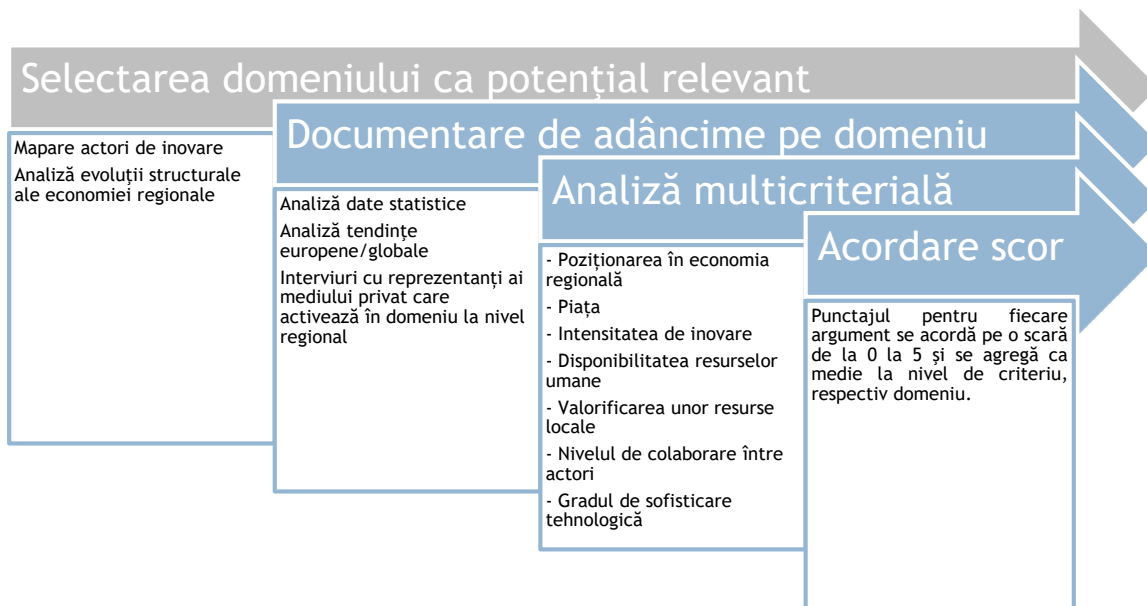 Selectarea domeniului ca potențial relevant
Mapare actori de inovare
Analiză evoluții structurale
ale economiei regionale
Documentare de adâncime pe domeniu
Analiză date statistice
Analiză tendințe
europene/globale
Interviuri cu reprezentanți ai
mediului privat care
activează în domeniu la nivel
regional
Analiză multicriterială
- Poziționarea în economia
regională
- Piața
- Intensitatea de inovare
- Disponibilitatea resurselor
umane
- Valorificarea unor resurse
locale
- Nivelul de colaborare între
actori
- Gradul de sofisticare
tehnologică
Acordare scor
Punctajul pentru fiecare
argument se acordă pe o scară
de la 0 la 5 și se agregă ca
medie la nivel de criteriu,
respectiv domeniu.